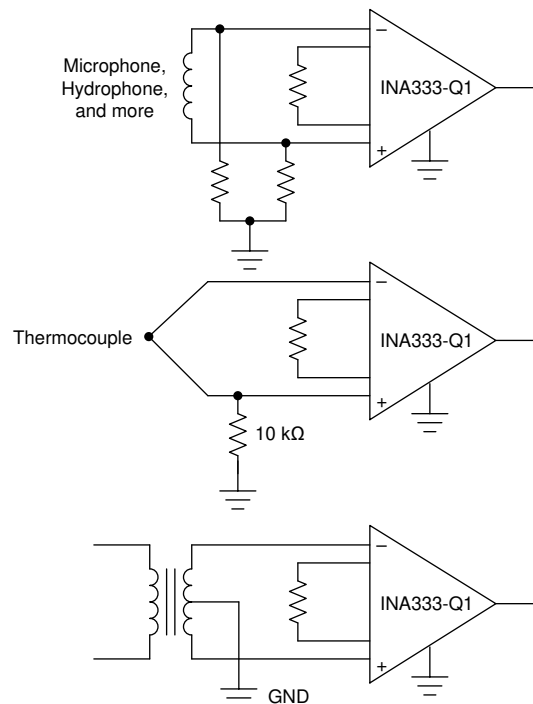 Microphone,
Hydrophone,
and more
−
INA333-Q1
+
Thermocouple
−
INA333-Q1
+
10 kΩ
−
INA333-Q1
+
GND